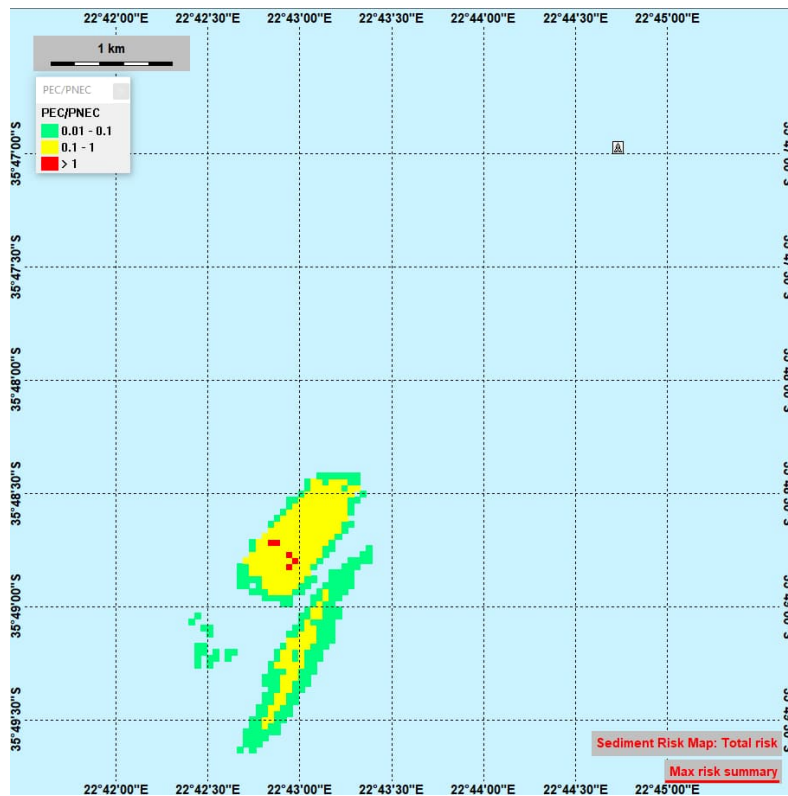 22°42'00"E 22°42'30"E 22°43'00"E 22°43'30"E 22°44'00"E 22°44'30"E 22°45'00"E
1 km
PEC/PNEC
PEC/PNEC
0.01 - 0.1
0.1 - 1
> 1
35°47'00"S
35°47'30"S
35°48'00"S
35°48'30"S
35°49'00"S
35°49'30"S
Sediment Risk Map: Total risk
Max risk summary
22°42'00"E 22°42'30"E 22°43'00"E 22°43'30"E 22°44'00"E 22°44'30"E 22°45'00"E